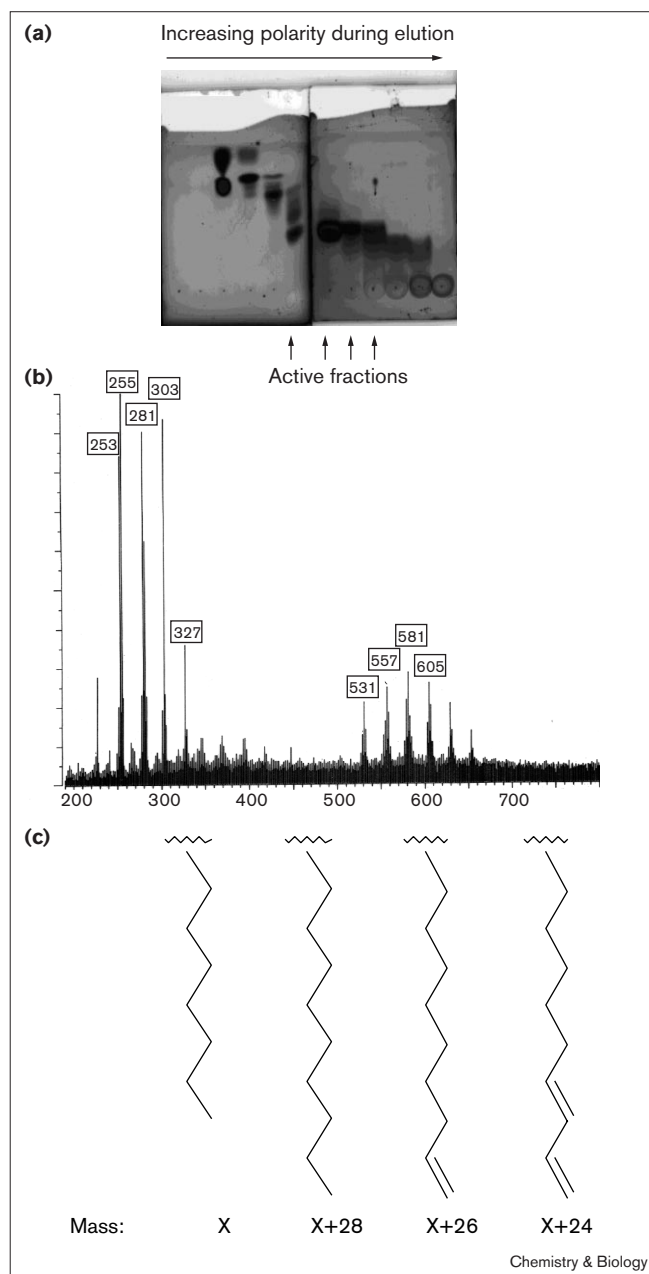 (a)
Increasing polarity during elution
Active fractions
(b)
255
303
281
253
327
581
557
605
531
200 300 400 500 600 700
(c)
Mass: X X+28 X+26 X+24
Chemistry & Biology